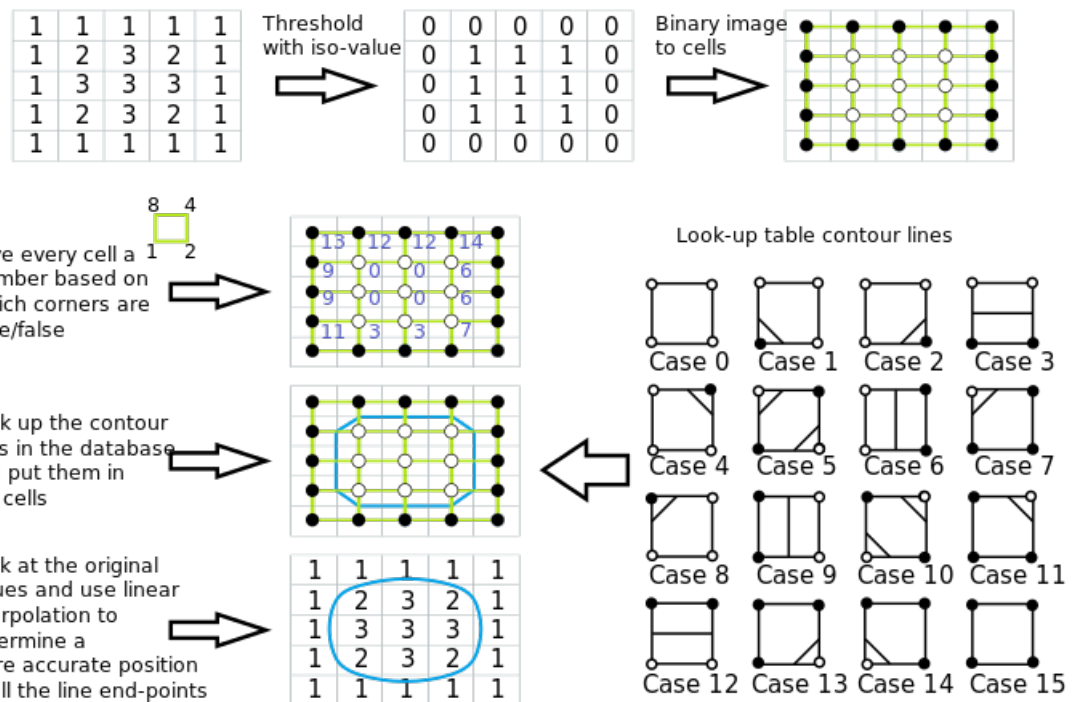 1 1 1 1 1
1 2 3 2 1
1 3 3 3 1
1 2 3 2 1
1 1 1 1 1
Threshold
with iso-value
0 0 0 0 0
0 1 1 1 0
0 1 1 1 0
0 1 1 1 0
0 0 0 0 0
Binary image
to cells
8 4
1 2
ve every cell a
mber based on
ich corners are
e/false
13 12 12 14
9 0 0 6
9 0 0 6
11 3 3 7
k up the contour
s in the database
put them in
cells
k at the original
ues and use linear
rpolation to
ermine a
re accurate position
ll the line end-points
1 1 1 1 1
1 2 3 2 1
1 3 3 3 1
1 2 3 2 1
1 1 1 1 1
Look-up table contour lines
Case 0 Case 1 Case 2 Case 3
Case 4 Case 5 Case 6 Case 7
Case 8 Case 9 Case 10 Case 11
Case 12 Case 13 Case 14 Case 15